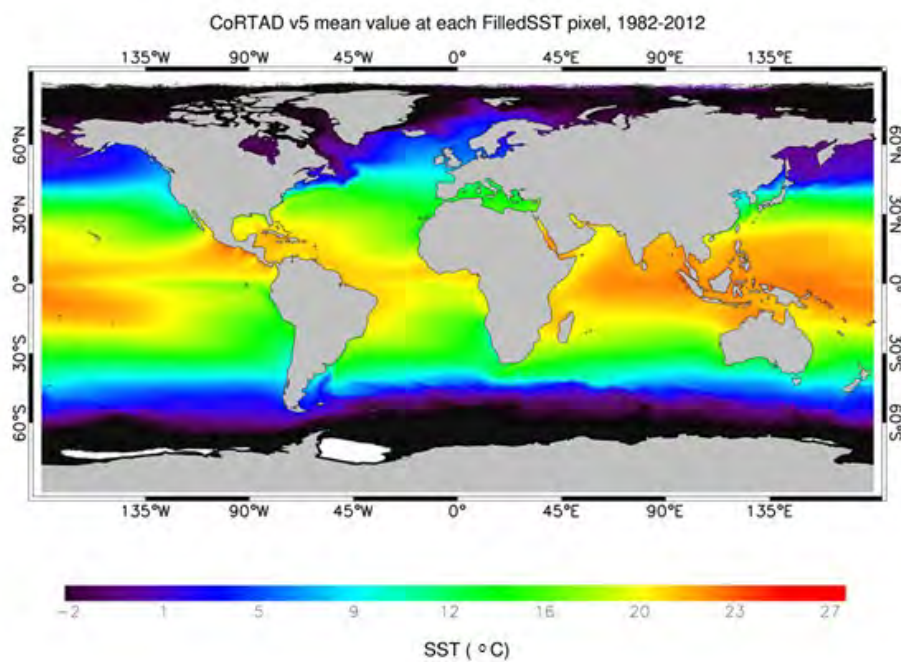 CoRTAD v5 mean value at each FilledSST pixel, 1982-2012
135°W 90°W 45°W 0° 45°E 90°E 135°E
60°N 60°N
30°N 30°N
0° 0°
30°S 30°S
60°S 60°S
135°W 90°W 45°W 0° 45°E 90°E 135°E
−2 1 5 9 12 16 20 23 27
SST ( °C)